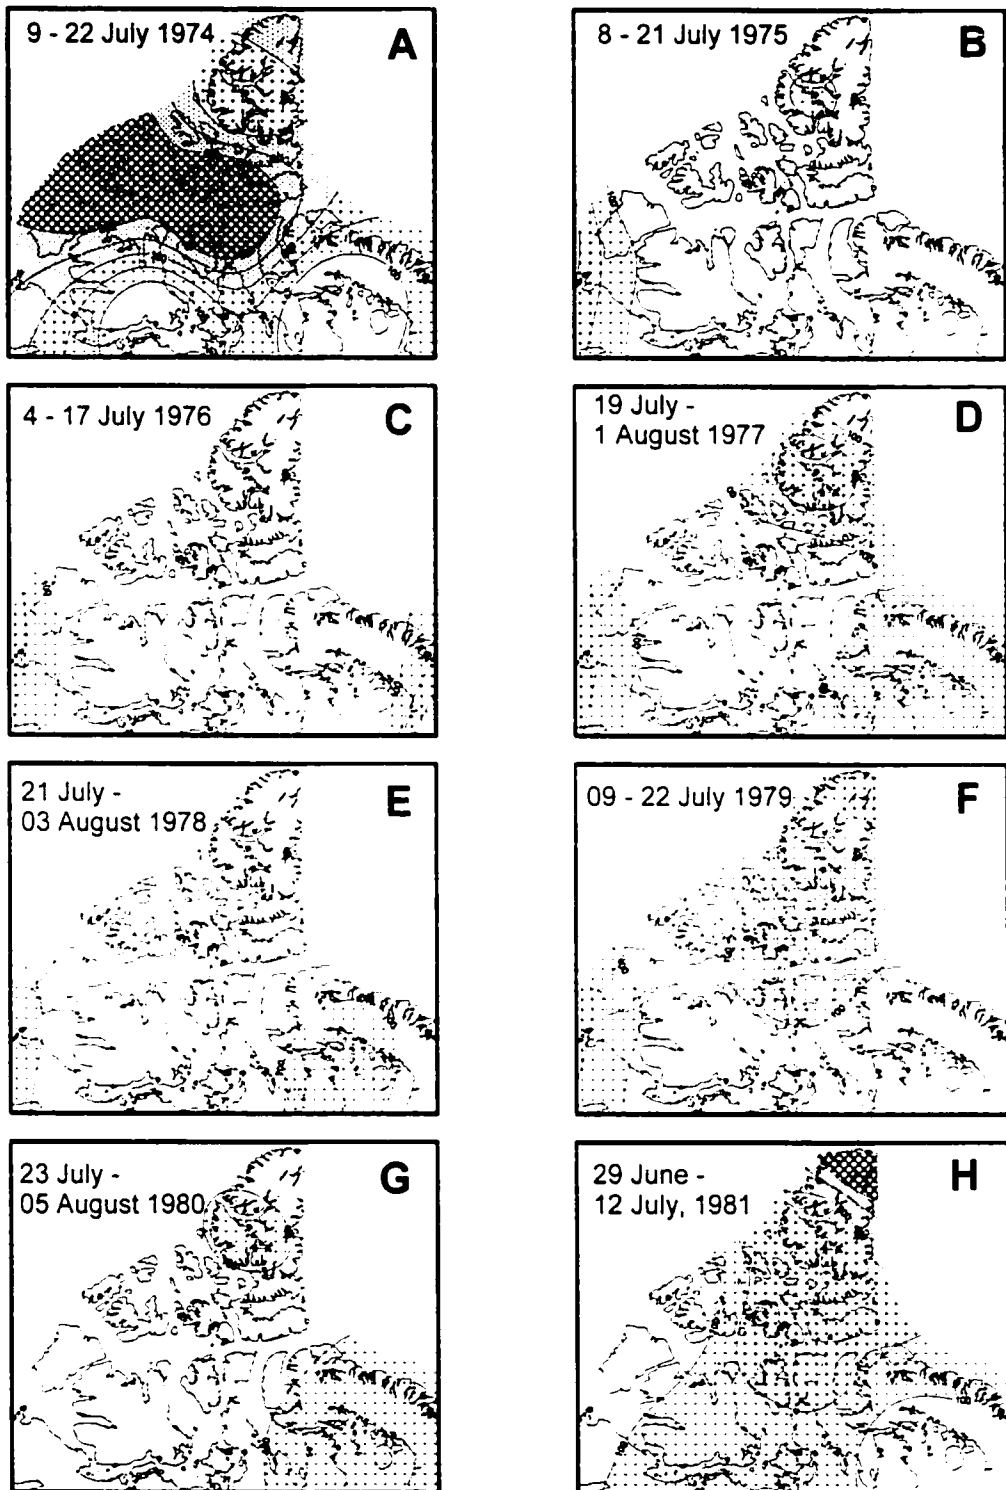 9 - 22 July 1974
A
8 - 21 July 1975
B
4 - 17 July 1976
C
19 July -
1 August 1977
D
21 July -
03 August 1978
E
09 - 22 July 1979
F
23 July -
05 August 1980
G
29 June -
12 July, 1981
H